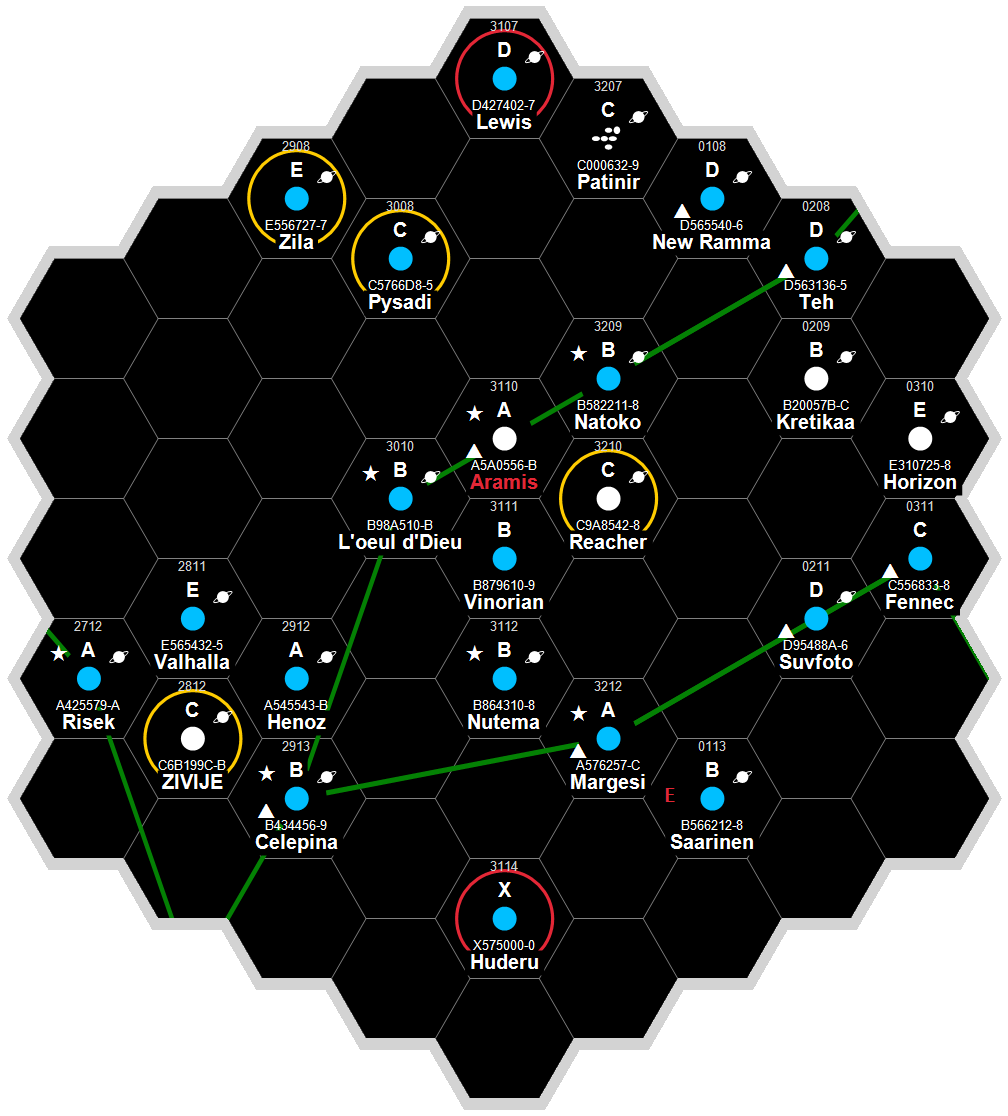 3107
D
D427402-7
Lewis
3207
C
C000632-9
Patinir
2908
E
E556727-7
Zila
0108
D
D565540-6
New Ramma
3008
C
C5766D8-5
Pysadi
0208
D
D563136-5
Teh
3209
B
B582211-8
Natoko
0209
B
B20057B-C
Kretikaa
3110
A
A5A0556-B
Aramis
0310
E
E310725-8
Horizon
3010
B
B98A510-B
L'oeul d'Dieu
3210
C
C9A8542-8
Reacher
3111
B
B879610-9
Vinorian
0311
C
C556833-8
Fennec
2811
E
E565432-5
Valhalla
0211
D
D95488A-6
Suvfoto
2712
A
A425579-A
Risek
2912
A
A545543-B
Henoz
3112
B
B864310-8
Nutema
2812
C
C6B199C-B
ZIVIJE
3212
A
A576257-C
Margesi
2913
B
B434456-9
Celepina
0113
B
E
B566212-8
Saarinen
3114
X
X575000-0
Huderu